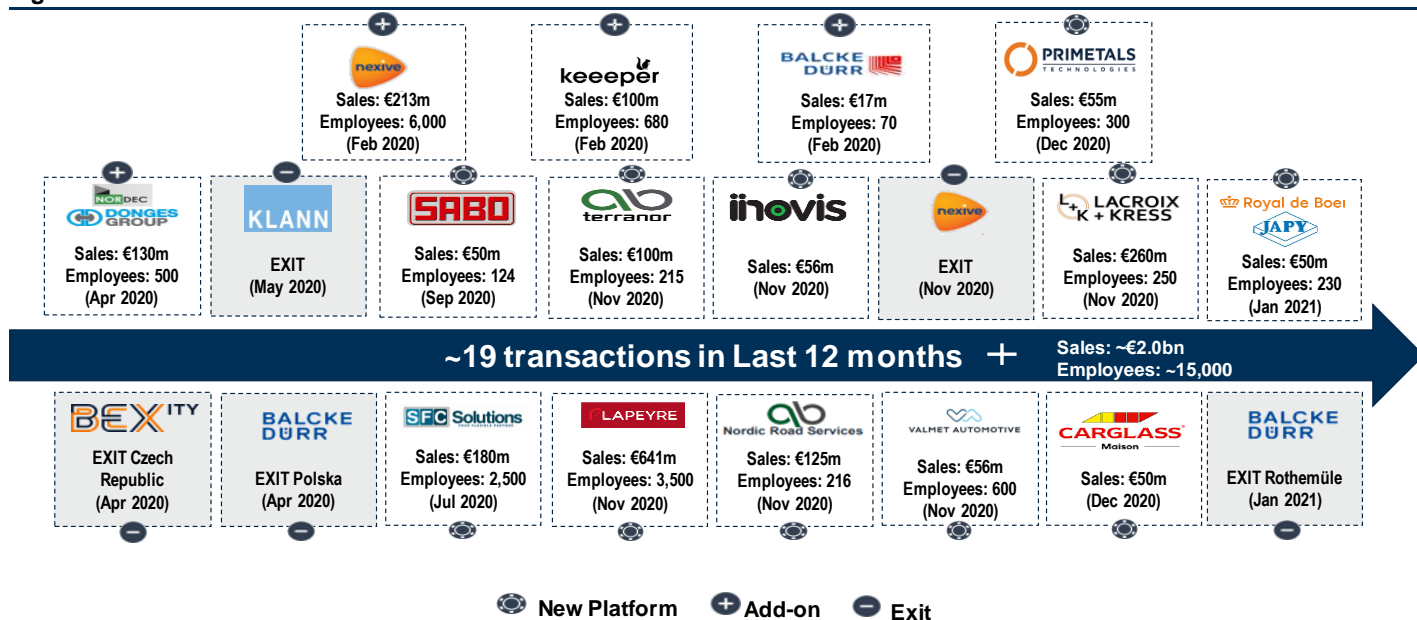 nexive
Sales: €213m
Employees: 6,000
(Feb 2020)
keeeper
Sales: €100m
Employees: 680
(Feb 2020)
BALCKE
DÜRR
Sales: €17m
Employees: 70
(Feb 2020)
PRIMETALS
TECHNOLOGIES
Sales: €55m
Employees: 300
(Dec 2020)
NORDEC
DONGES
GROUP
Sales: €130m
Employees: 500
(Apr 2020)
KLANN
EXIT
(May 2020)
SABO
Sales: €50m
Employees: 124
(Sep 2020)
terranor
Sales: €100m
Employees: 215
(Nov 2020)
iinovis
Sales: €56m
(Nov 2020)
nexive
EXIT
(Nov 2020)
L+K
LACROIX
+ KRESS
Sales: €260m
Employees: 250
(Nov 2020)
Royal de Boer
JAPY
Sales: €50m
Employees: 230
(Jan 2021)
~19 transactions in Last 12 months +
Sales: ~€2.0bn
Employees: ~15,000
BEXITY
EXIT Czech
Republic
(Apr 2020)
BALCKE
DÜRR
EXIT Polska
(Apr 2020)
SFC Solutions
YOUR FLEXIBLE PARTNER
Sales: €180m
Employees: 2,500
(Jul 2020)
LAPEYRE
Sales: €641m
Employees: 3,500
(Nov 2020)
Nordic Road Services
Sales: €125m
Employees: 216
(Nov 2020)
VALMET AUTOMOTIVE
Sales: €56m
Employees: 600
(Nov 2020)
CARGLASS®
Maison
Sales: €50m
(Dec 2020)
BALCKE
DÜRR
EXIT Rothemüle
(Jan 2021)
New Platform
Add-on
Exit